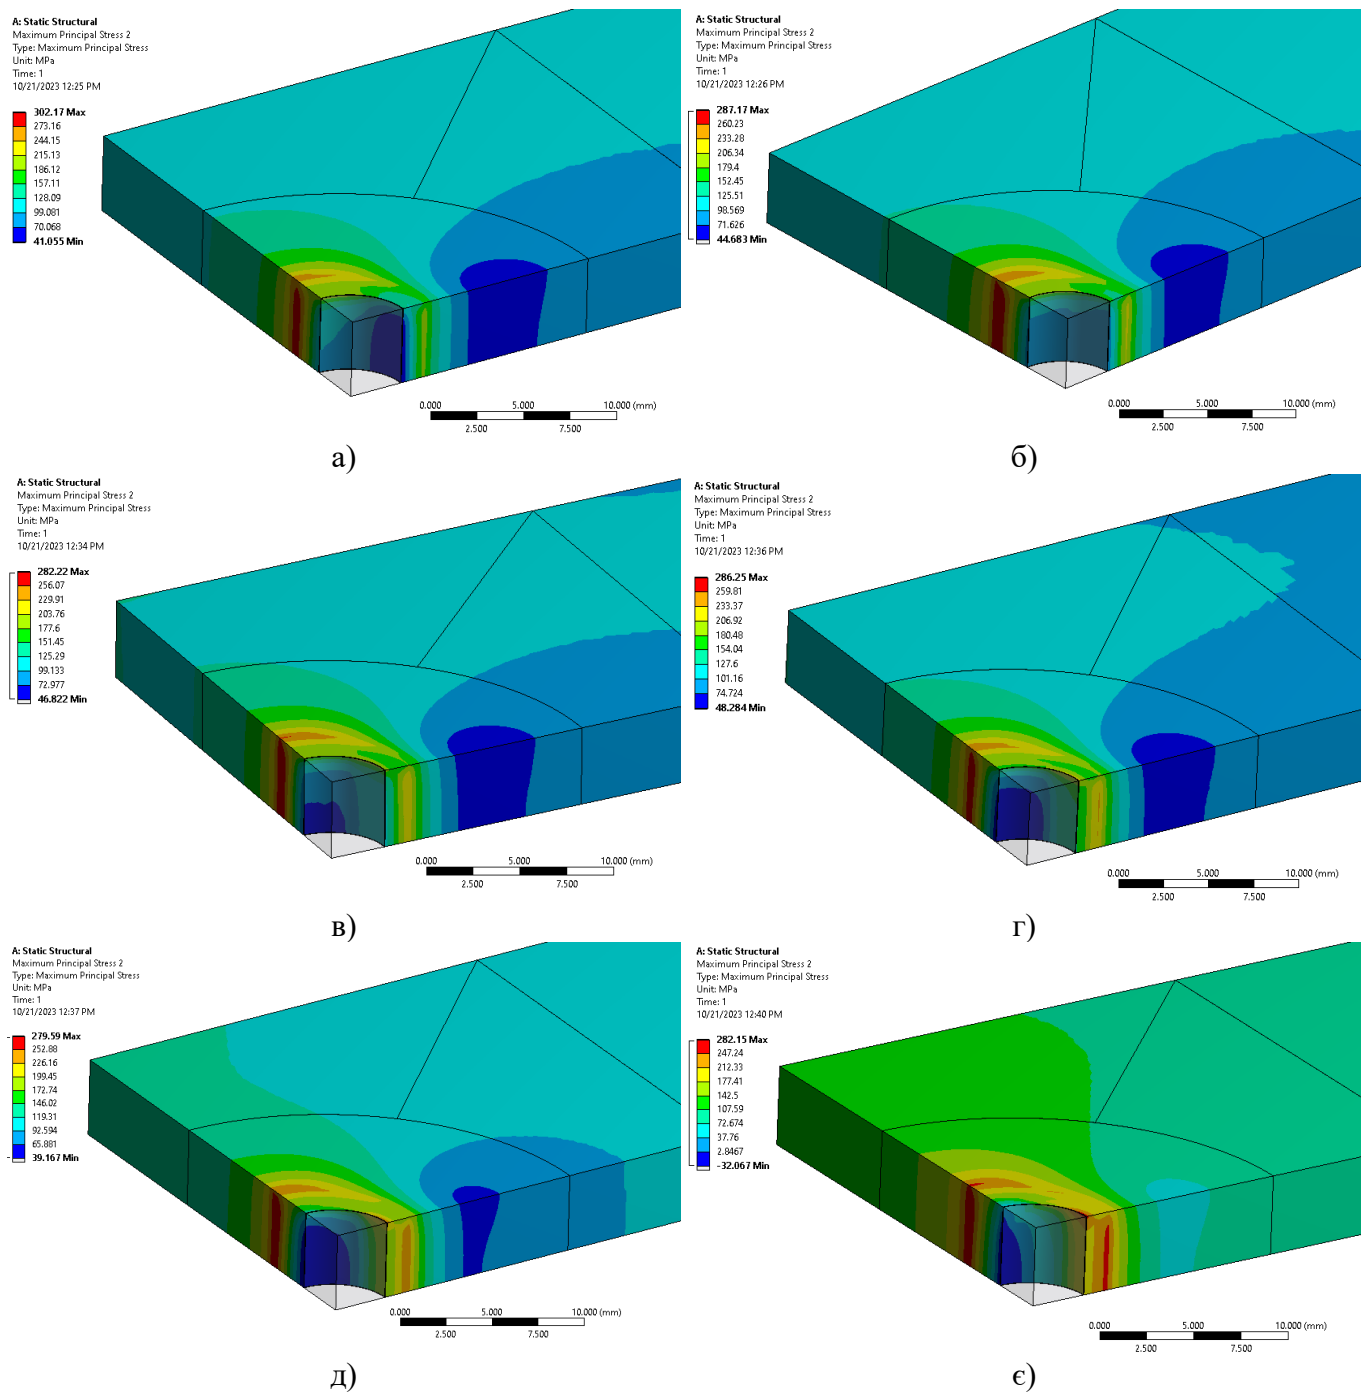 A: Static Structural
Maximum Principal Stress 2
Type: Maximum Principal Stress
Unit: MPa
Time: 1
10/21/2023 12:25 PM
302.17 Max
273.16
244.15
215.13
186.12
157.11
128.09
99.081
70.068
41.055 Min
0.000 5.000 10.000 (mm)
2.500 7.500
а)
A: Static Structural
Maximum Principal Stress 2
Type: Maximum Principal Stress
Unit: MPa
Time: 1
10/21/2023 12:26 PM
287.17 Max
260.23
233.28
206.34
179.4
152.45
125.51
98.569
71.626
44.683 Min
0.000 5.000 10.000 (mm)
2.500 7.500
б)
A: Static Structural
Maximum Principal Stress 2
Type: Maximum Principal Stress
Unit: MPa
Time: 1
10/21/2023 12:34 PM
282.22 Max
256.07
229.91
203.76
177.6
151.45
125.29
99.133
72.977
46.822 Min
0.000 5.000 10.000 (mm)
2.500 7.500
в)
A: Static Structural
Maximum Principal Stress 2
Type: Maximum Principal Stress
Unit: MPa
Time: 1
10/21/2023 12:36 PM
286.25 Max
259.81
233.37
206.92
180.48
154.04
127.6
101.16
74.724
48.284 Min
0.000 5.000 10.000 (mm)
2.500 7.500
г)
A: Static Structural
Maximum Principal Stress 2
Type: Maximum Principal Stress
Unit: MPa
Time: 1
10/21/2023 12:37 PM
279.59 Max
252.88
226.16
199.45
172.74
146.02
119.31
92.594
65.881
39.167 Min
0.000 5.000 10.000 (mm)
2.500 7.500
д)
A: Static Structural
Maximum Principal Stress 2
Type: Maximum Principal Stress
Unit: MPa
Time: 1
10/21/2023 12:40 PM
282.15 Max
247.24
212.33
177.41
142.5
107.59
72.674
37.76
2.8467
-32.067 Min
0.000 5.000 10.000 (mm)
2.500 7.500
є)